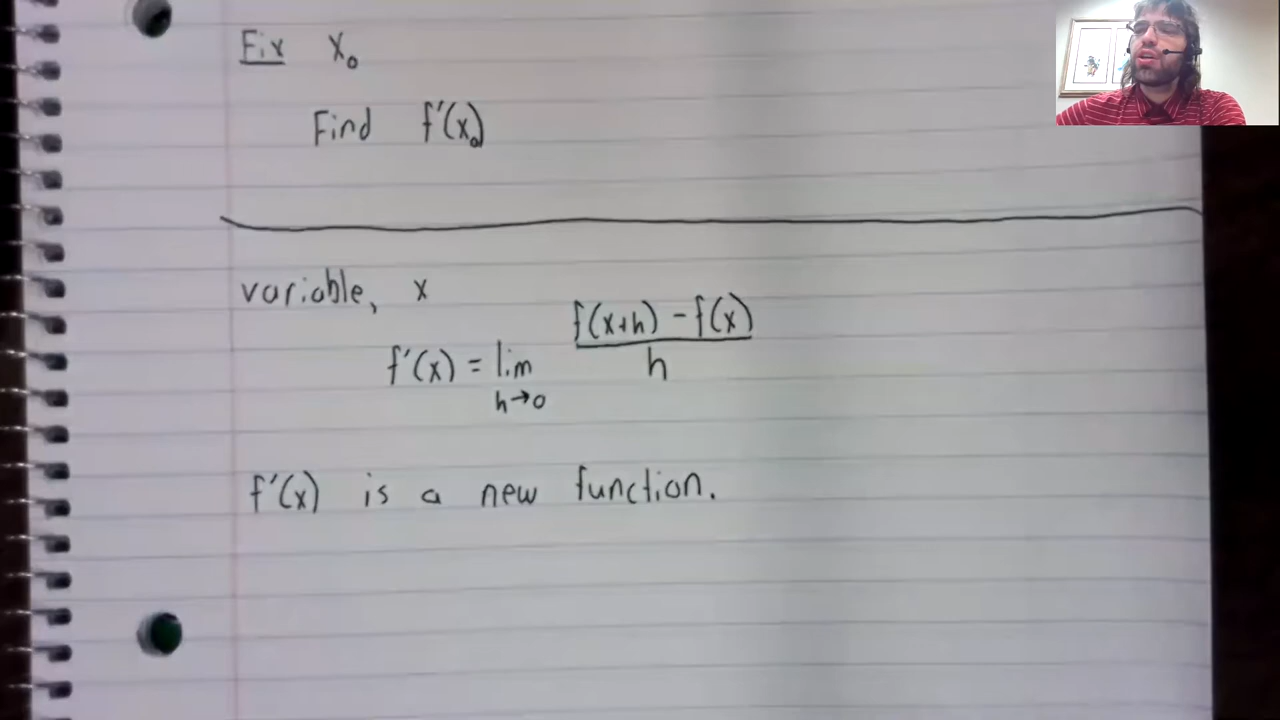 Fix x₀
Find f'(x₀)
variable, x
f'(x) = lim h→0 f(x+h) - f(x) / h
f'(x) is a new function.